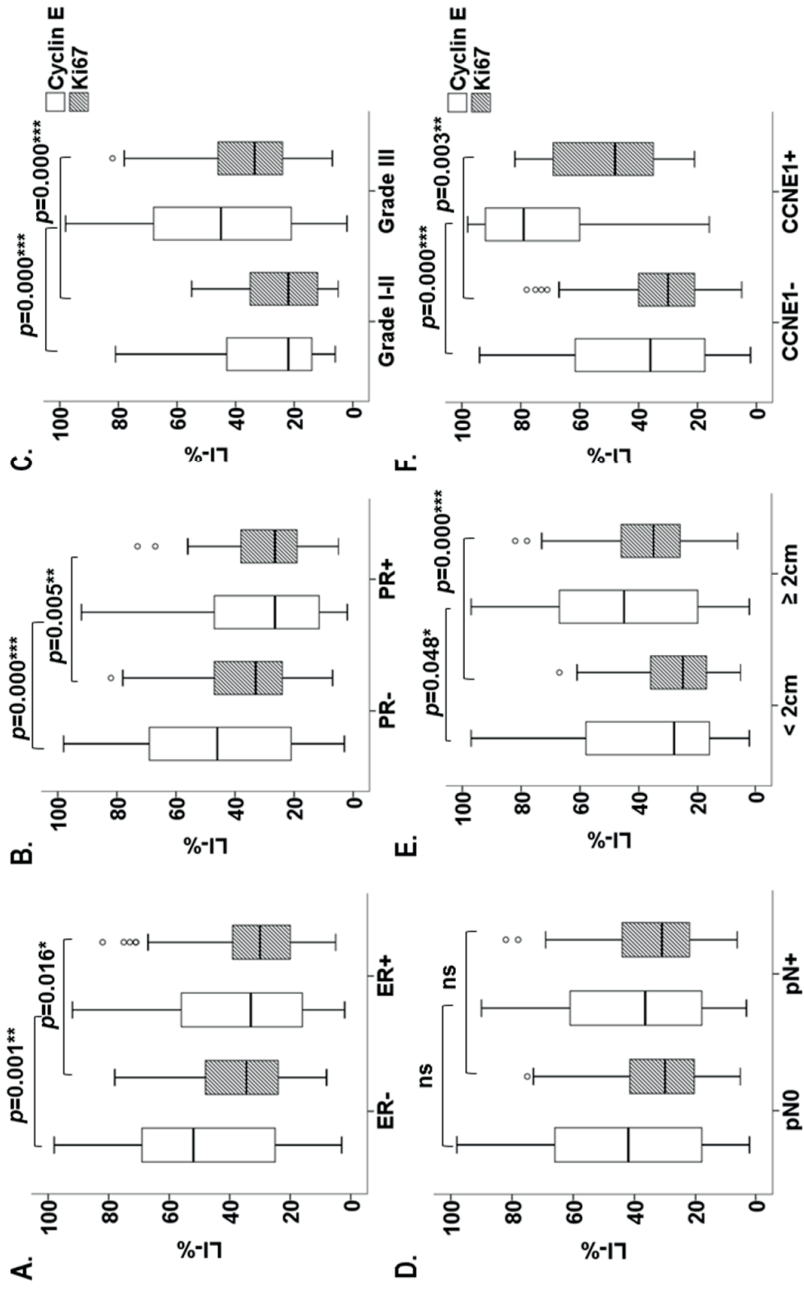 A.
LI-%
100
80
60
40
20
0
p=0.001**
p=0.016*
ER-
ER+
B.
LI-%
100
80
60
40
20
0
p=0.000***
p=0.005**
PR-
PR+
C.
LI-%
100
80
60
40
20
0
p=0.000***
p=0.000***
Grade I-II
Grade III
Cyclin E
Ki67
D.
LI-%
100
80
60
40
20
0
ns
ns
pN0
pN+
E.
LI-%
100
80
60
40
20
0
p=0.048*
p=0.000***
< 2cm
≥ 2cm
F.
LI-%
100
80
60
40
20
0
p=0.000***
p=0.003**
CCNE1-
CCNE1+
Cyclin E
Ki67